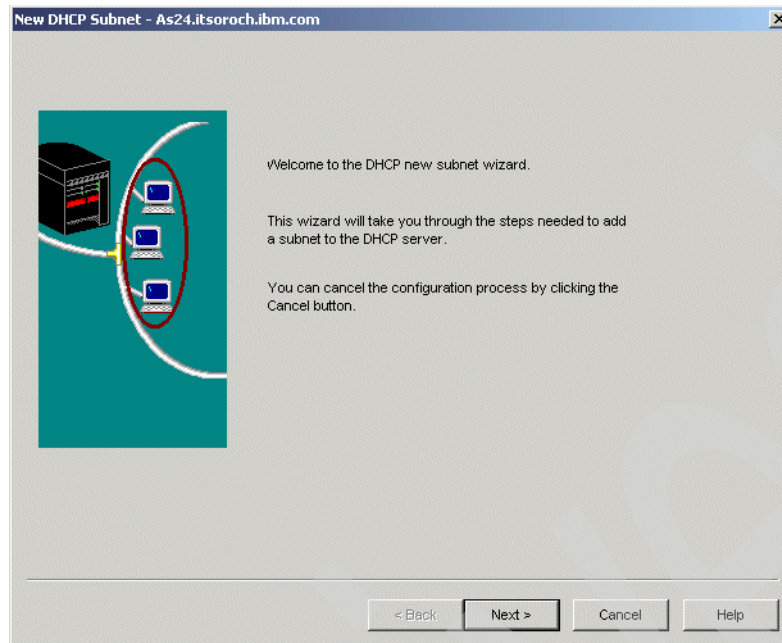 New DHCP Subnet - As24.itsoroch.ibm.com
Welcome to the DHCP new subnet wizard.
This wizard will take you through the steps needed to add
a subnet to the DHCP server.
You can cancel the configuration process by clicking the
Cancel button.
< Back
Next >
Cancel
Help